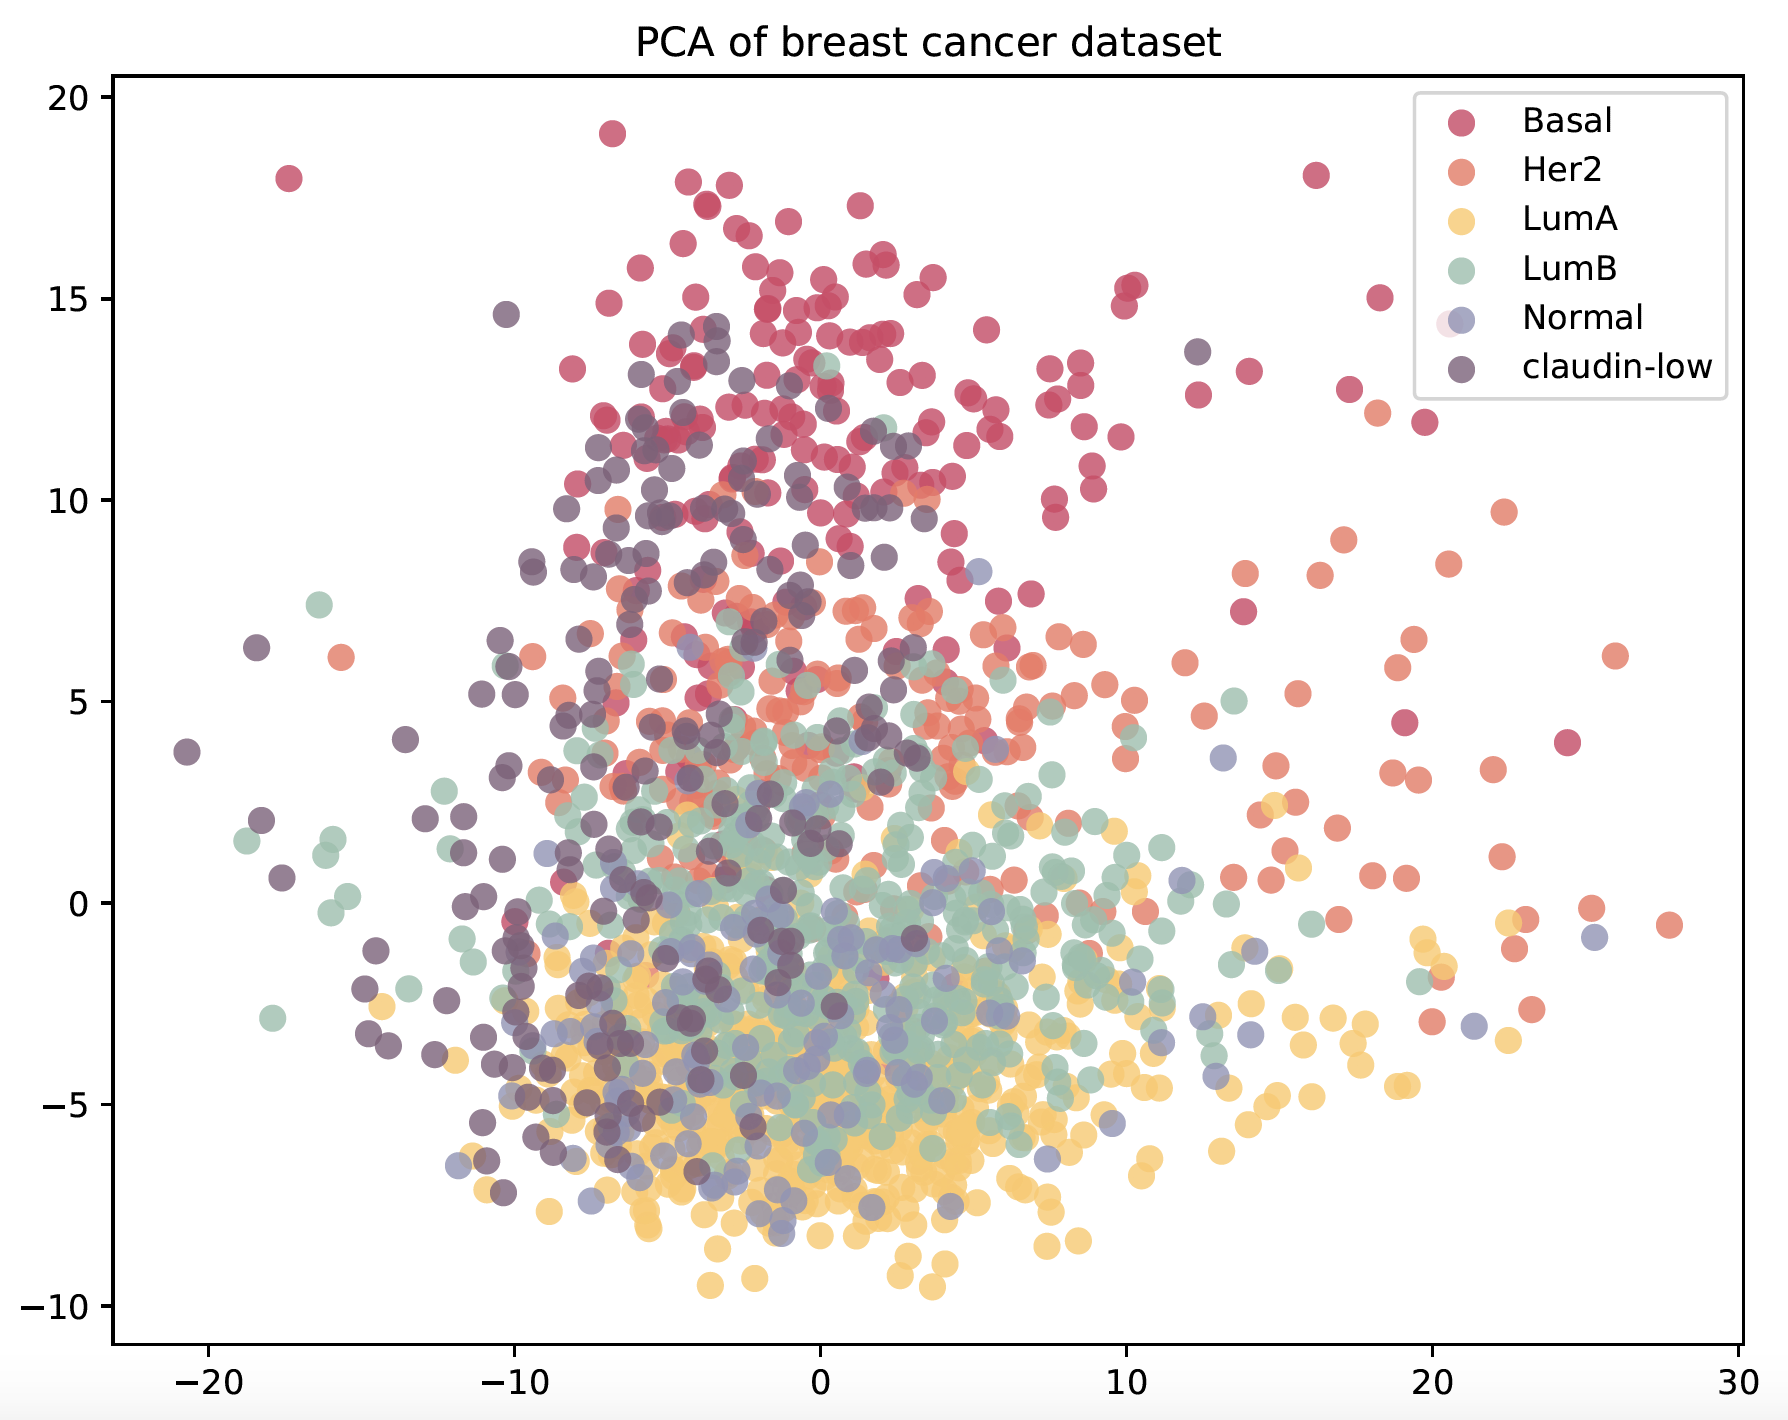 PCA of breast cancer dataset
20
15
10
5
0
−5
−10
Basal
Her2
LumA
LumB
Normal
claudin-low
−20 −10 0 10 20 30